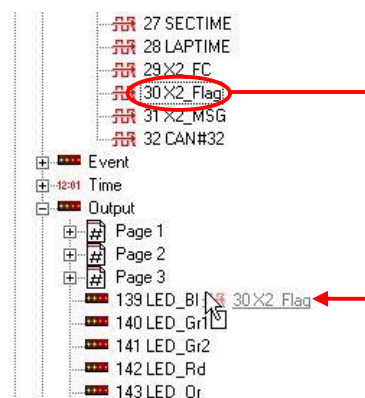 27 SECTIME
28 LAPTIME
29 X2_FC
30 X2_Flag
31 X2_MSG
32 CAN#32
Event
12:01 Time
Output
# Page 1
# Page 2
# Page 3
139 LED_Bl 30 X2_Flag
140 LED_Gr1
141 LED_Gr2
142 LED_Rd
143 LED_Or